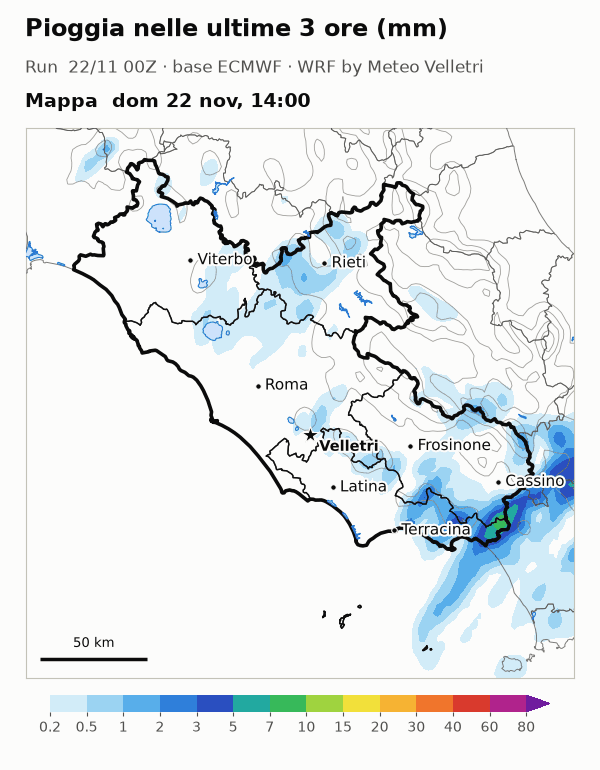 Pioggia nelle ultime 3 ore (mm)
Run 22/11 00Z · base ECMWF · WRF by Meteo Velletri
Mappa dom 22 nov, 14:00
Viterbo
Rieti
Roma
Velletri
Frosinone
Latina
Cassino
Terracina
50 km
0.2 0.5 1 2 3 5 7 10 15 20 30 40 60 80